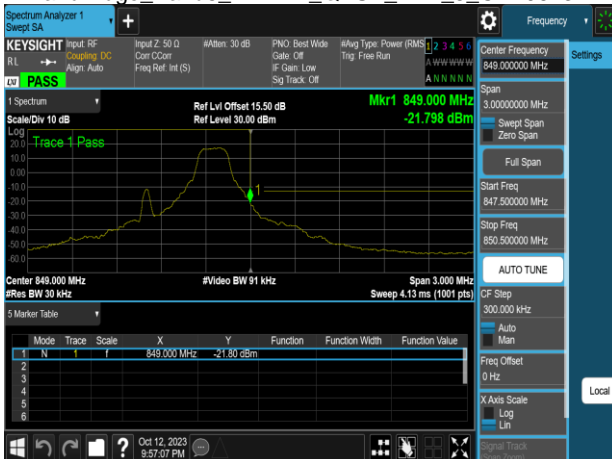 Spectrum Analyzer 1
Swept SA
Frequency
KEYSIGHT
RL
LXI
PASS
Input: RF
Coupling: DC
Align: Auto
Input Z: 50 Ω
Corr CCorr
Freq Ref: Int (S)
#Atten: 30 dB
PNO: Best Wide
Gate: Off
IF Gain: Low
Sig Track: Off
#Avg Type: Power (RMS
Trig: Free Run
1 2 3 4 5 6
A W W W W W
A N N N N N
1 Spectrum
Scale/Div 10 dB
Ref Lvl Offset 15.50 dB
Ref Level 30.00 dBm
Mkr1 849.000 MHz
-21.798 dBm
Log
Trace 1 Pass
20.0
10.0
0.00
-10.0
-20.0
-30.0
-40.0
-50.0
-60.0
1
Center 849.000 MHz
#Res BW 30 kHz
#Video BW 91 kHz
Span 3.000 MHz
Sweep 4.13 ms (1001 pts)
5 Marker Table
Mode Trace Scale X Y Function Function Width Function Value
1 N 1 f 849.000 MHz -21.80 dBm
2
3
4
5
6
Oct 12, 2023
9:57:07 PM
Center Frequency
849.000000 MHz
Span
3.00000000 MHz
Swept Span
Zero Span
Full Span
Start Freq
847.500000 MHz
Stop Freq
850.500000 MHz
AUTO TUNE
CF Step
300.000 kHz
Auto
Man
Freq Offset
0 Hz
X Axis Scale
Log
Lin
Signal Track
Settings
Local